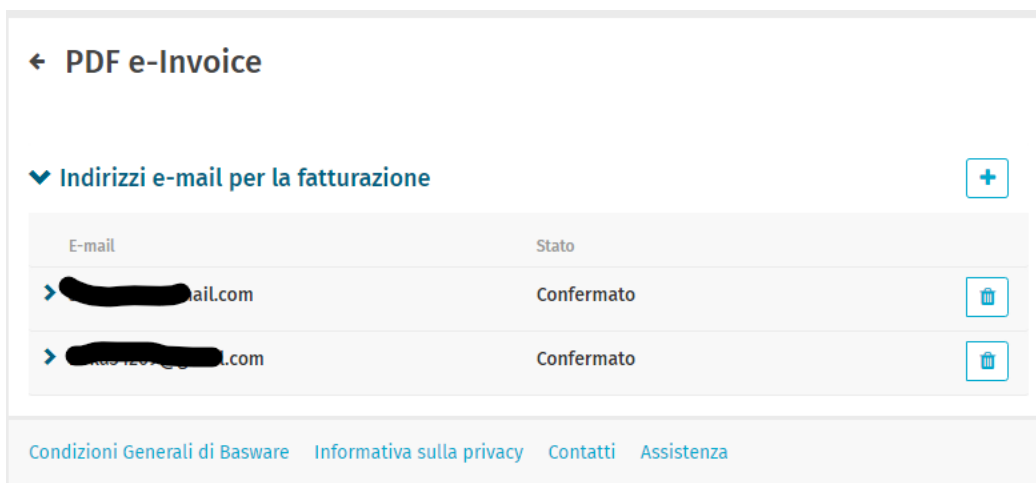 PDF e-Invoice
Indirizzi e-mail per la fatturazione
E-mail Stato
ail.com Confermato
.com Confermato
Condizioni Generali di Basware Informativa sulla privacy Contatti Assistenza